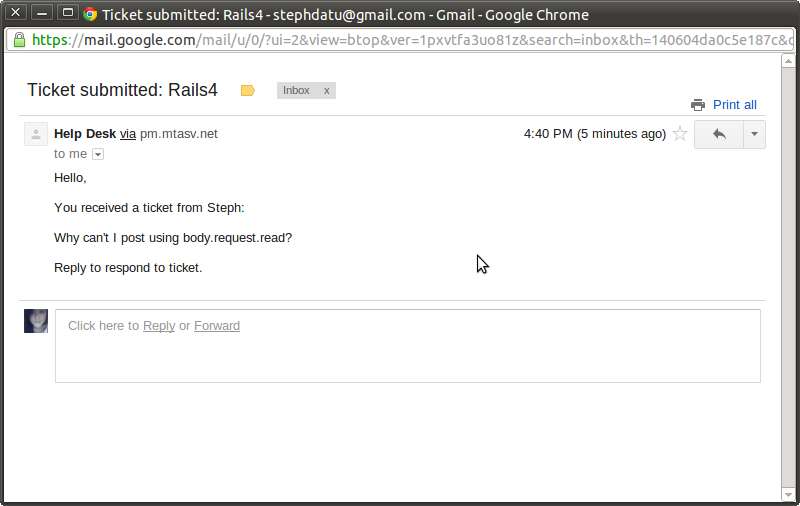 Ticket submitted: Rails4 - stephdatu@gmail.com - Gmail - Google Chrome
https://mail.google.com/mail/u/0/?ui=2&view=btop&ver=1pxvtfa3uo81z&search=inbox&th=140604da0c5e187c&c
Ticket submitted: Rails4 Inbox x
Print all
Help Desk via pm.mtasv.net 4:40 PM (5 minutes ago)
to me
Hello,
You received a ticket from Steph:
Why can't I post using body.request.read?
Reply to respond to ticket.
Click here to Reply or Forward